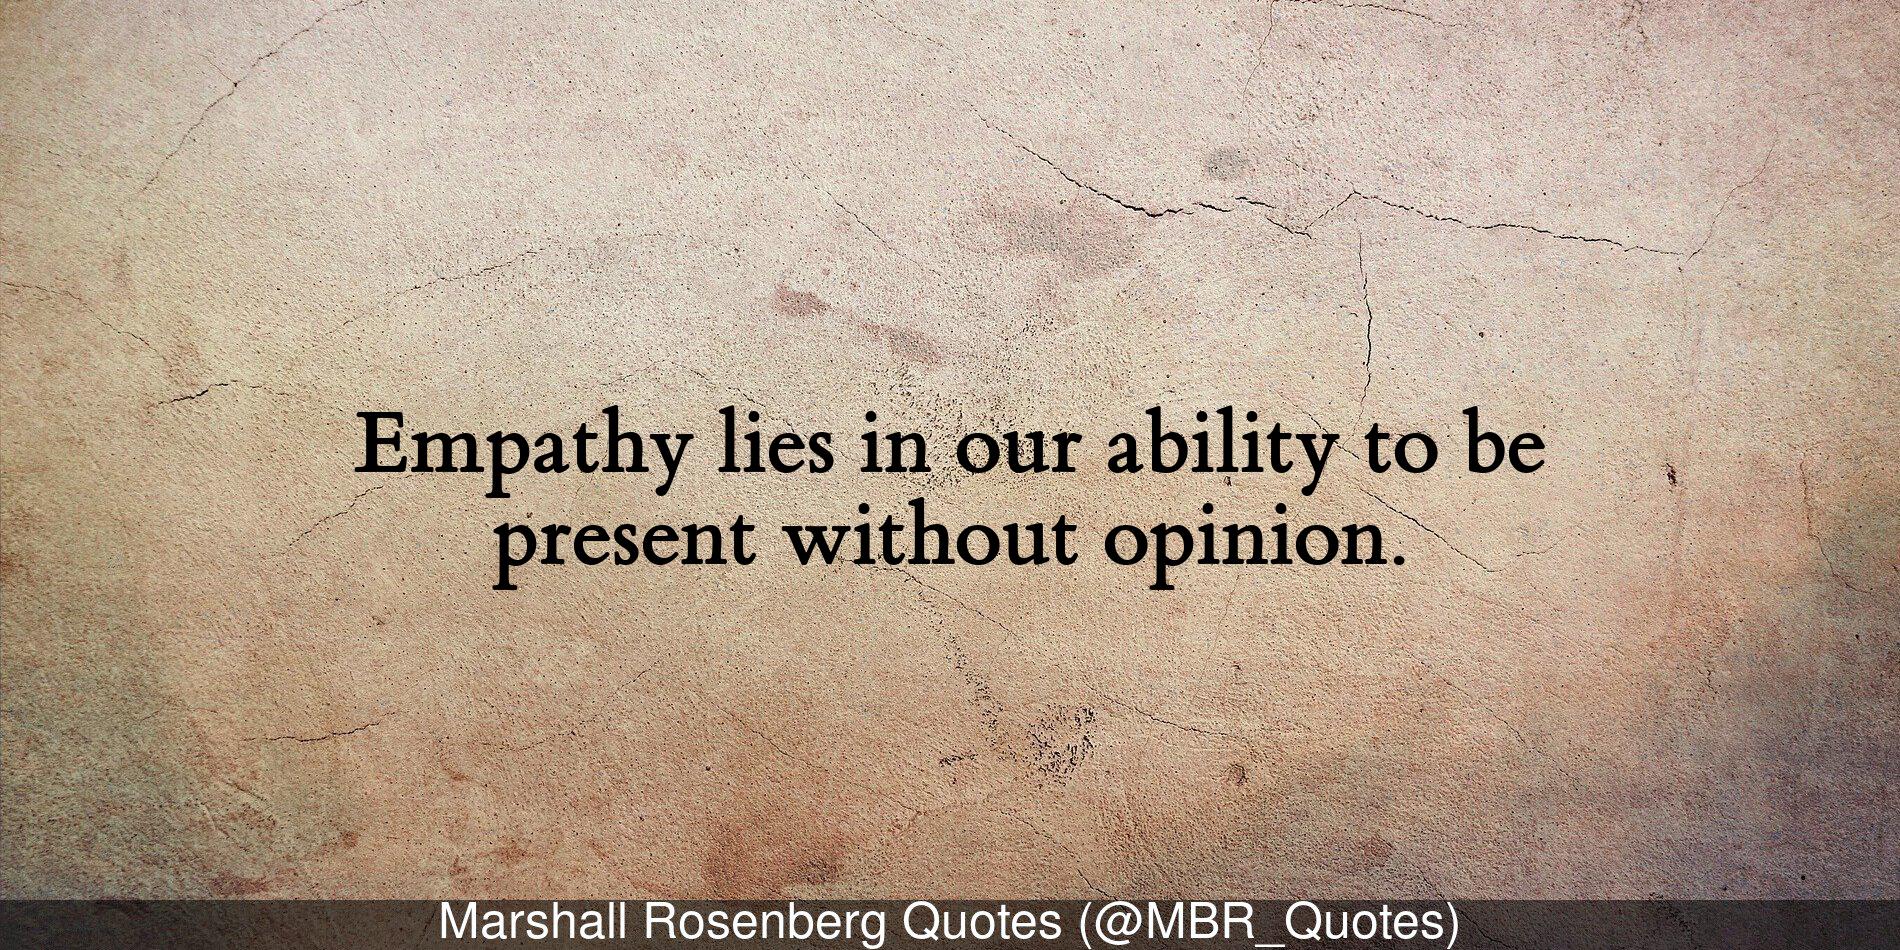 Empathy lies in our ability to be
present without opinion.
Marshall Rosenberg Quotes (@MBR_Quotes)